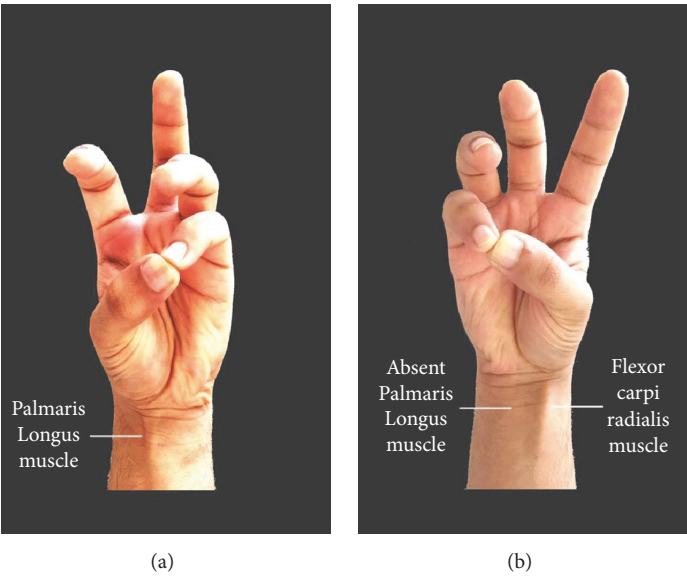 Palmaris
Longus
muscle
Absent
Palmaris
Longus
muscle
Flexor
carpi
radialis
muscle
(a)
(b)